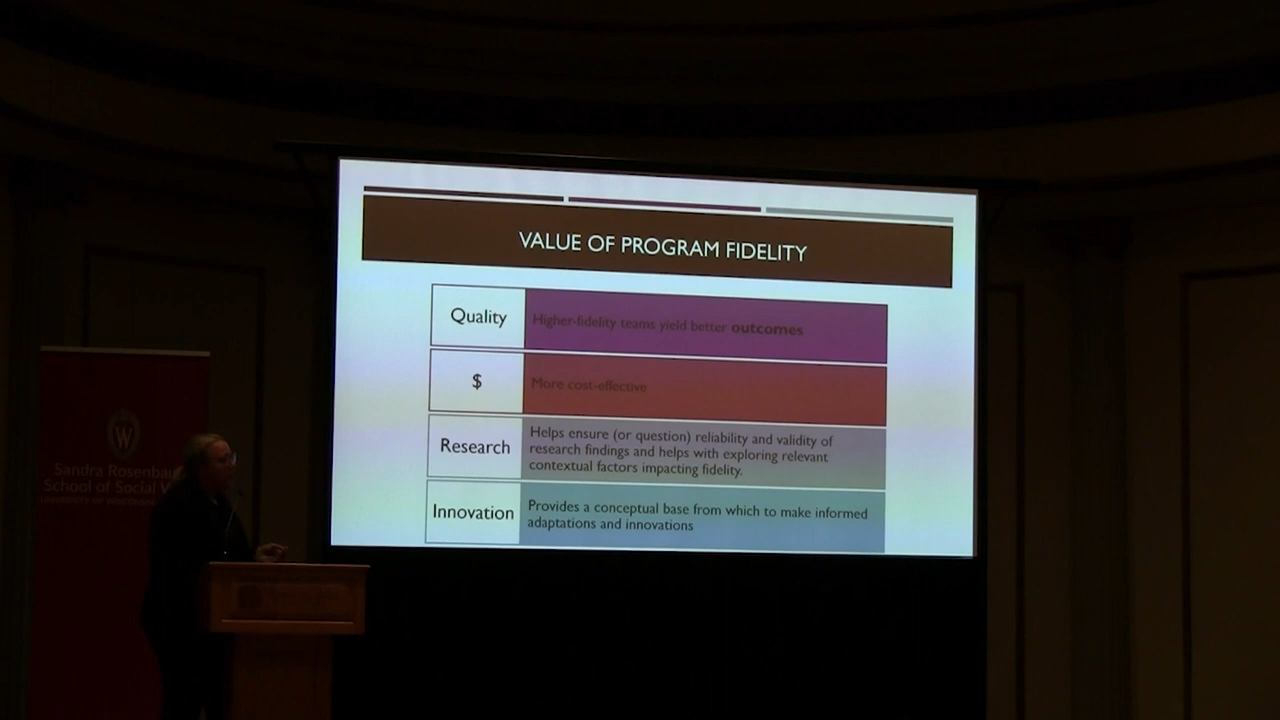 VALUE OF PROGRAM FIDELITY
Quality
Higher-fidelity teams yield better outcomes
$
More cost-effective
Research
Helps ensure (or question) reliability and validity of
research findings and helps with exploring relevant
contextual factors impacting fidelity.
Innovation
Provides a conceptual base from which to make informed
adaptations and innovations
W
Sandra
School of Social
UNIVERSITY OF